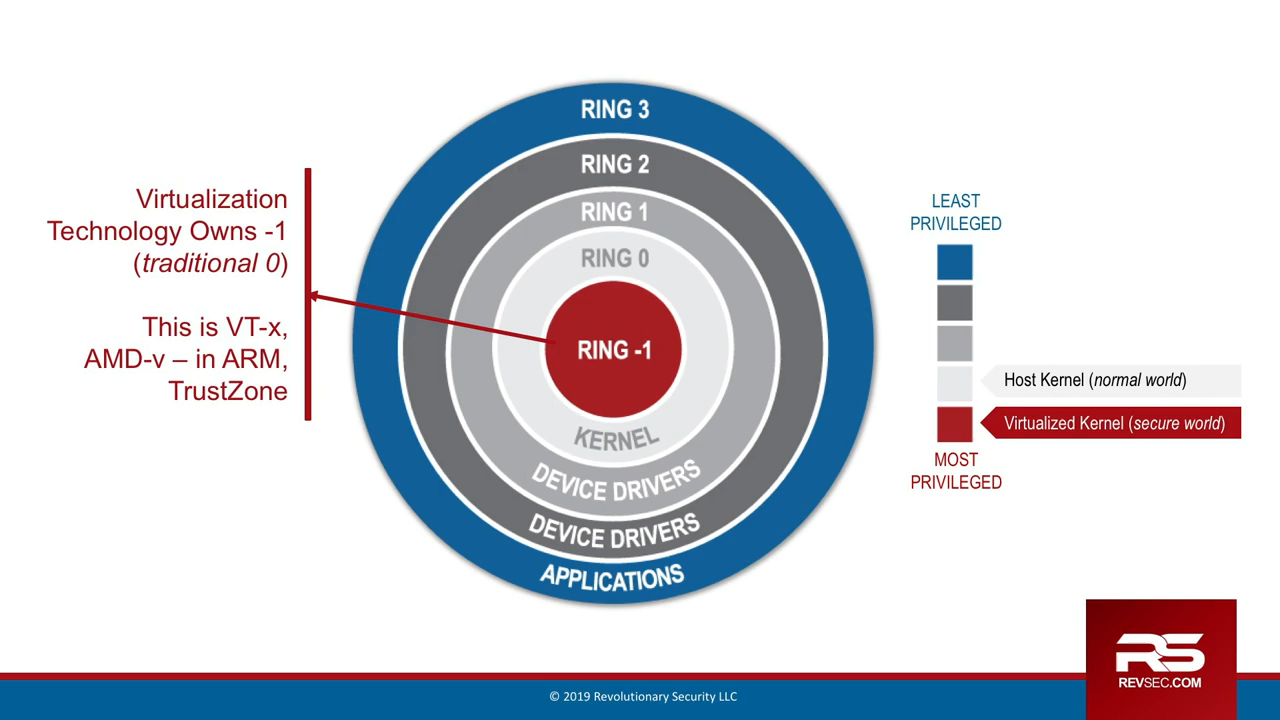 Virtualization
Technology Owns -1
(traditional 0)
This is VT-x,
AMD-v – in ARM,
TrustZone
RING 3
RING 2
RING 1
RING 0
RING -1
KERNEL
DEVICE DRIVERS
DEVICE DRIVERS
APPLICATIONS
LEAST
PRIVILEGED
Host Kernel (normal world)
Virtualized Kernel (secure world)
MOST
PRIVILEGED
RS
REVSEC.COM
© 2019 Revolutionary Security LLC